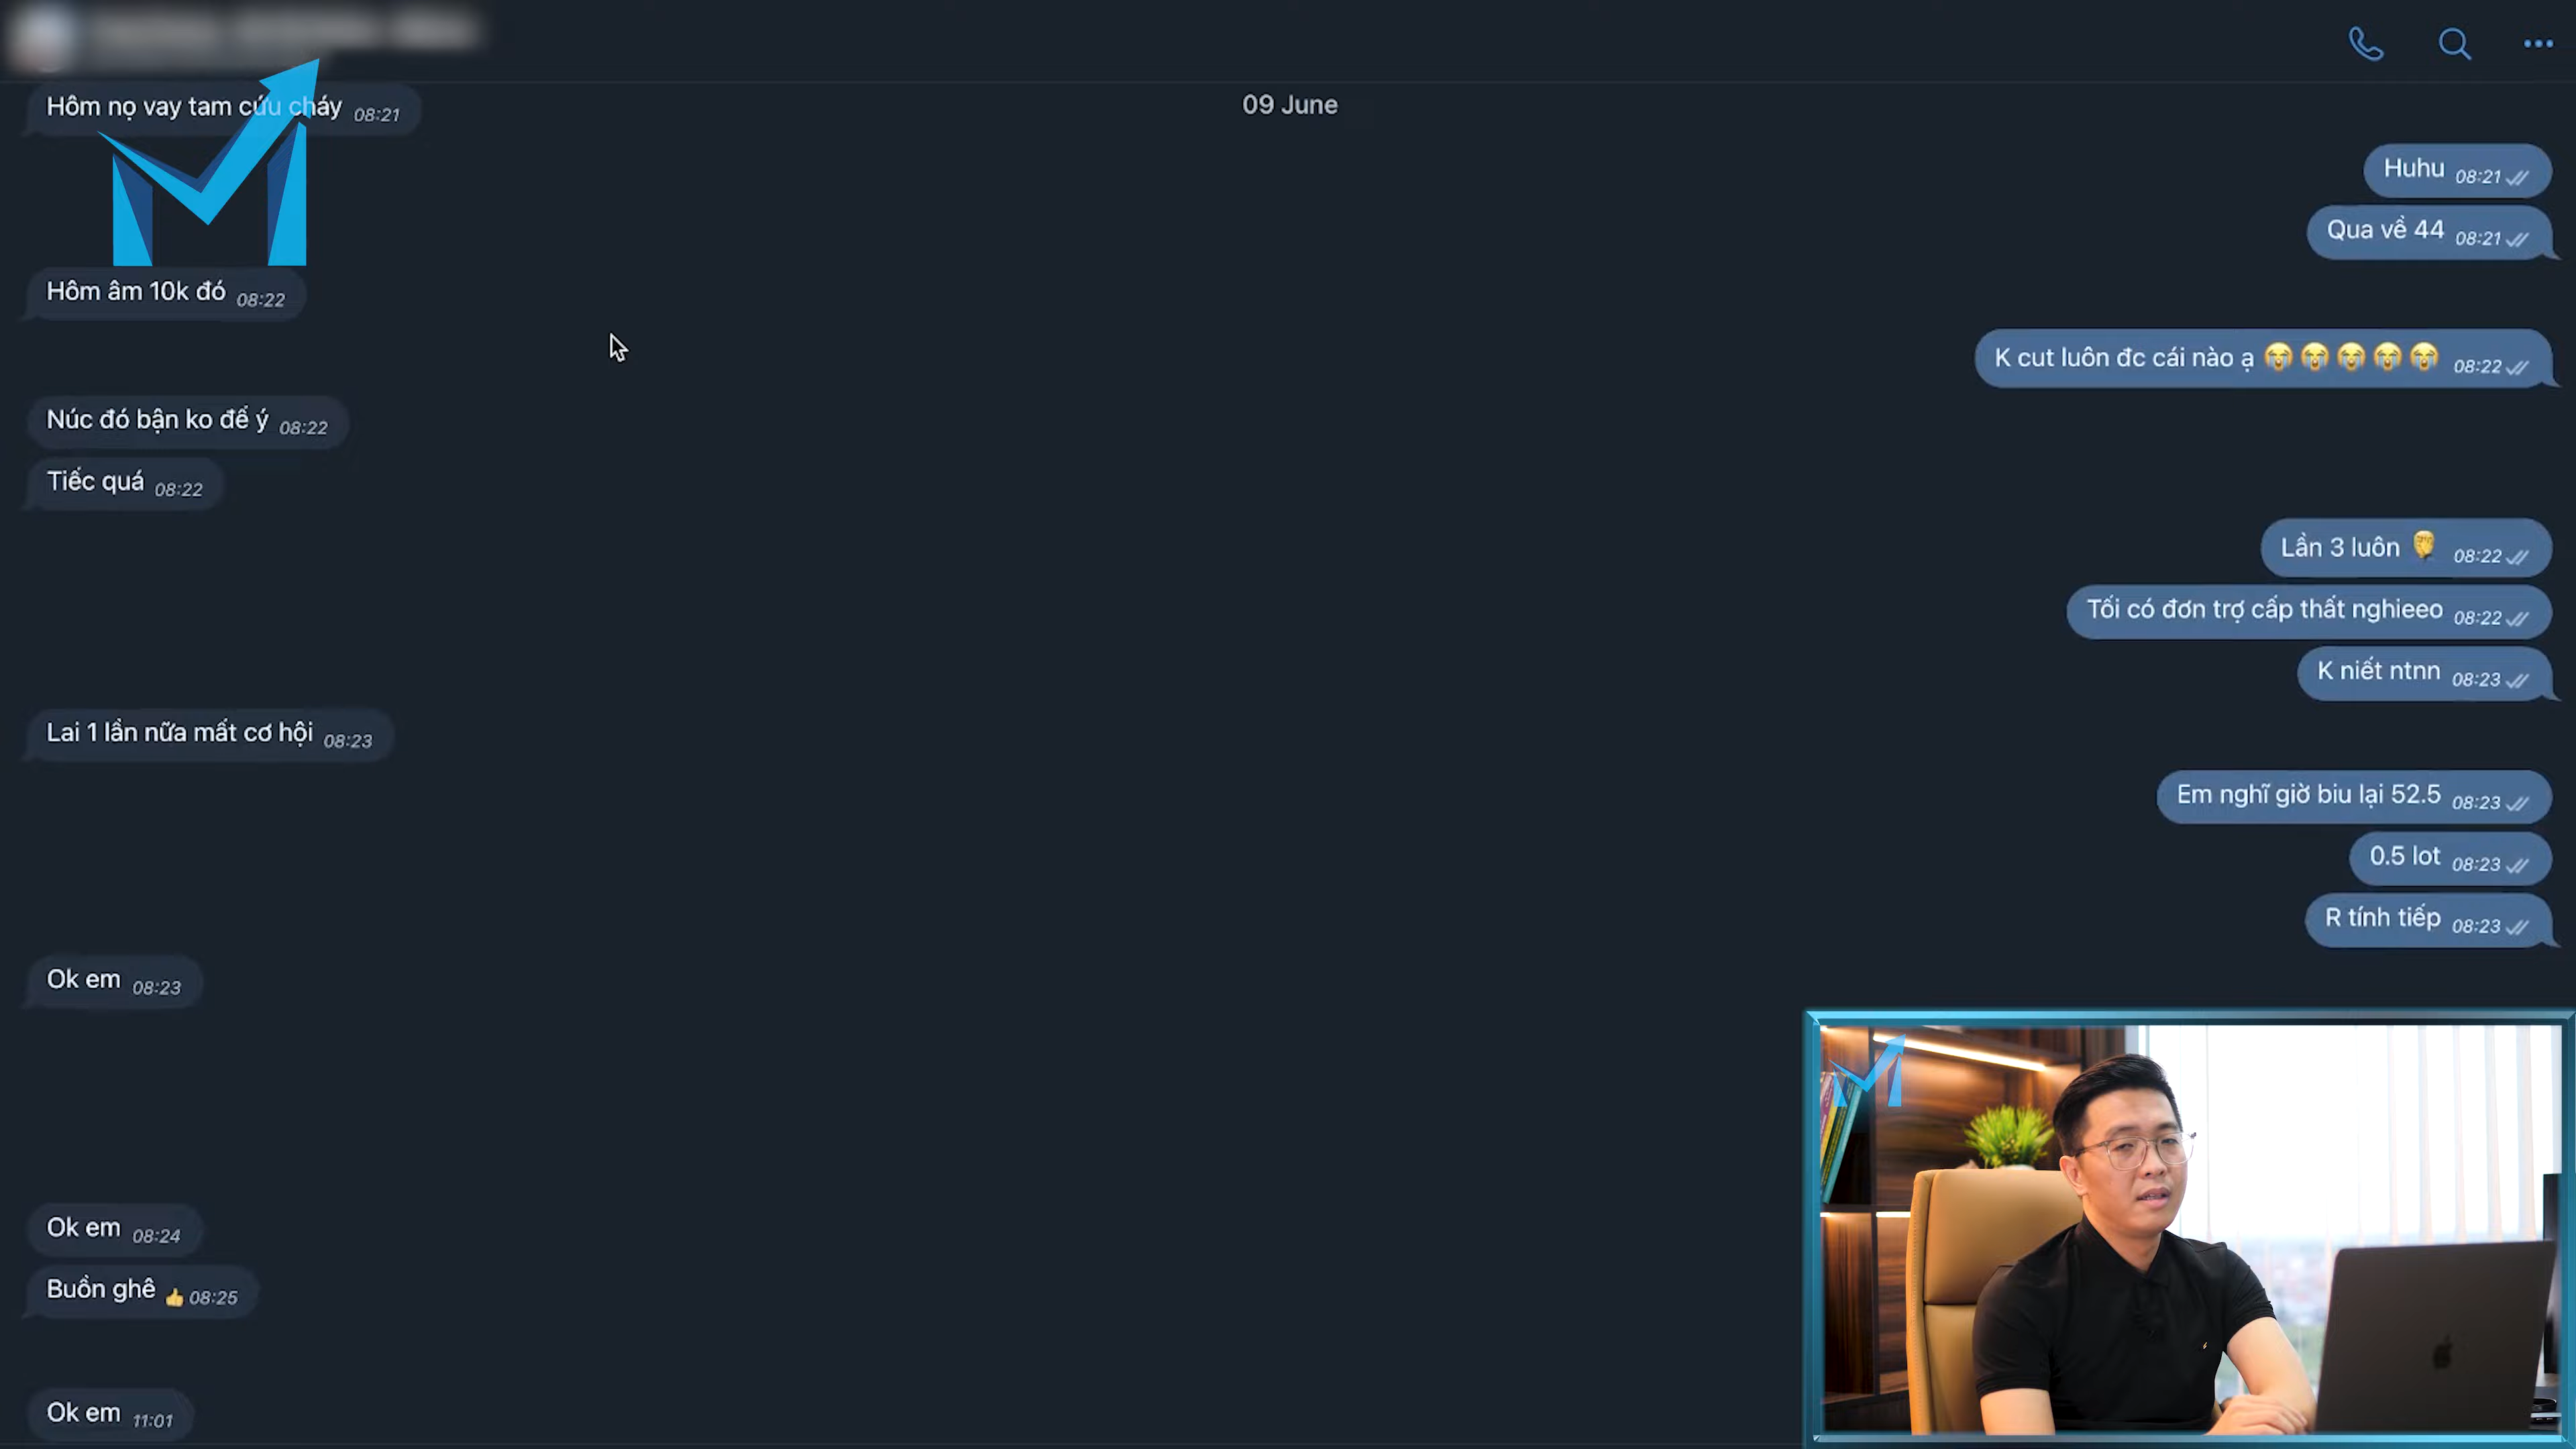 09 June
Hôm nọ vay tam cứu cháy 08:21
Huhu 08:21
Qua về 44 08:21
Hôm âm 10k đó 08:22
K cut luôn đc cái nào ạ 😭😭😭😭😭 08:22
Núc đó bận ko để ý 08:22
Tiếc quá 08:22
Lần 3 luôn 08:22
Tối có đơn trợ cấp thất nghieeo 08:22
K niết ntnn 08:23
Lai 1 lần nữa mất cơ hội 08:23
Em nghĩ giờ biu lại 52.5 08:23
0.5 lot 08:23
R tính tiếp 08:23
Ok em 08:23
Ok em 08:24
Buồn ghê 👍 08:25
Ok em 11:01